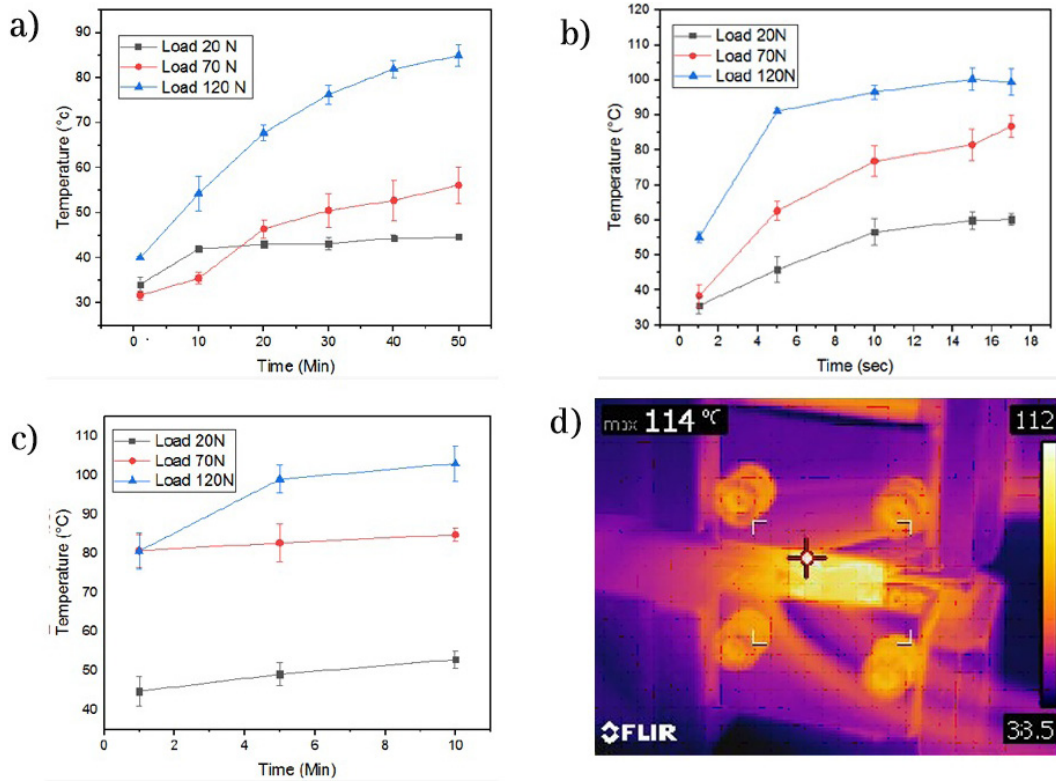 a)
Load 20 N
Load 70 N
Load 120 N
Temperature (°c)
90
80
70
60
50
40
30
0 10 20 30 40 50
Time (Min)
b)
Load 20N
Load 70N
Load 120N
Temperature (°C)
120
110
100
90
80
70
60
50
40
30
0 2 4 6 8 10 12 14 16 18
Time (sec)
c)
Load 20N
Load 70N
Load 120N
Temperature (°C)
110
100
90
80
70
60
50
40
0 2 4 6 8 10
Time (Min)
d)
max 114 °C
112
33.5
FLIR